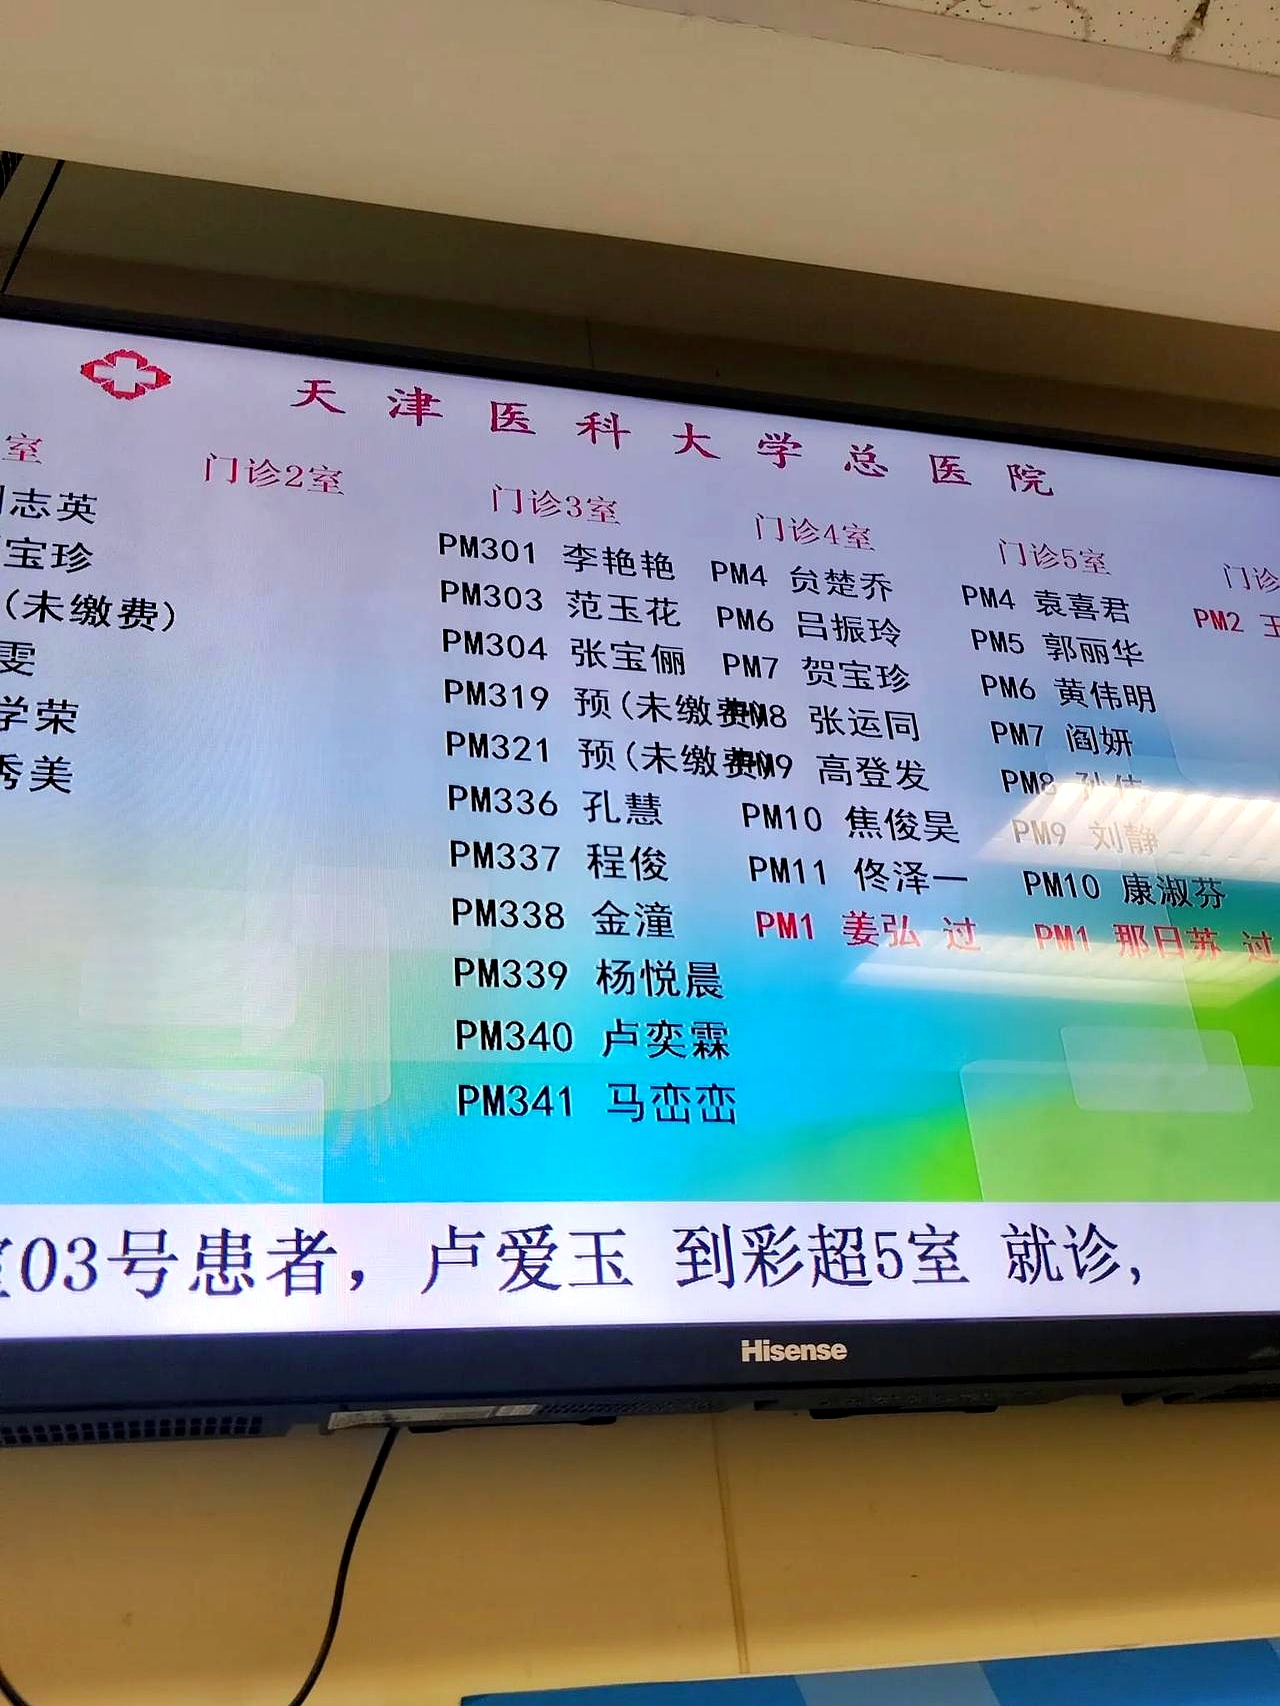 天津医科大学总医院
室
志英
宝珍
(未缴费)
雯
学荣
秀美
门诊2室
门诊3室
PM301 李艳艳
PM303 范玉花
PM304 张宝俪
PM319 预(未缴费)
PM321 预(未缴费)
PM336 孔慧
PM337 程俊
PM338 金潼
PM339 杨悦晨
PM340 卢奕霖
PM341 马峦峦
门诊4室
PM4 贠楚乔
PM6 吕振玲
PM7 贺宝珍
PM8 张运同
PM9 高登发
PM10 焦俊昊
PM11 佟泽一
PM1 姜弘 过
门诊5室
PM4 袁喜君
PM5 郭丽华
PM6 黄伟明
PM7 阎妍
PM8 孙
PM9 刘静
PM10 康淑芬
PM1 那日苏 过
门诊
PM2 王
03号患者，卢爱玉 到彩超5室 就诊,
Hisense